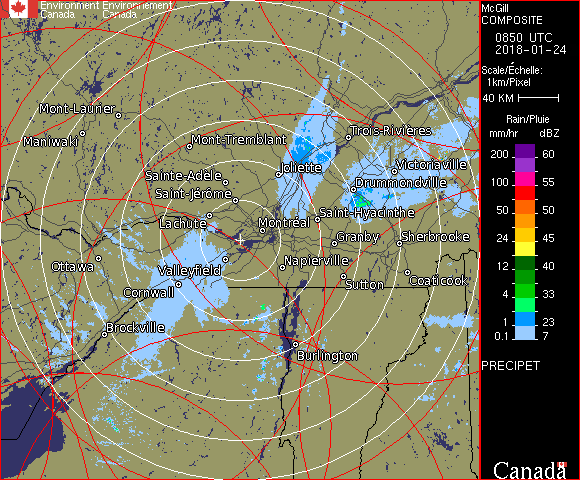 Environment Environnement
Canada Canada
McGill
COMPOSITE
0850 UTC
2018-01-24
Scale/Échelle:
1km/Pixel
40 KM
Rain/Pluie
mm/hr dBZ
200 60
100 55
50 50
24 45
12 40
4 33
1 23
0.1 7
PRECIPET
Canada
Mont-Laurier
Maniwaki
Mont-Tremblant
Trois-Rivières
Joliette
Victoriaville
Sainte-Adèle
Drummondville
Saint-Jérôme
Saint-Hyacinthe
Lachute
Montréal
Granby
Sherbrooke
Ottawa
Valleyfield
Napierville
Cornwall
Sutton
Coaticook
Brockville
Burlington